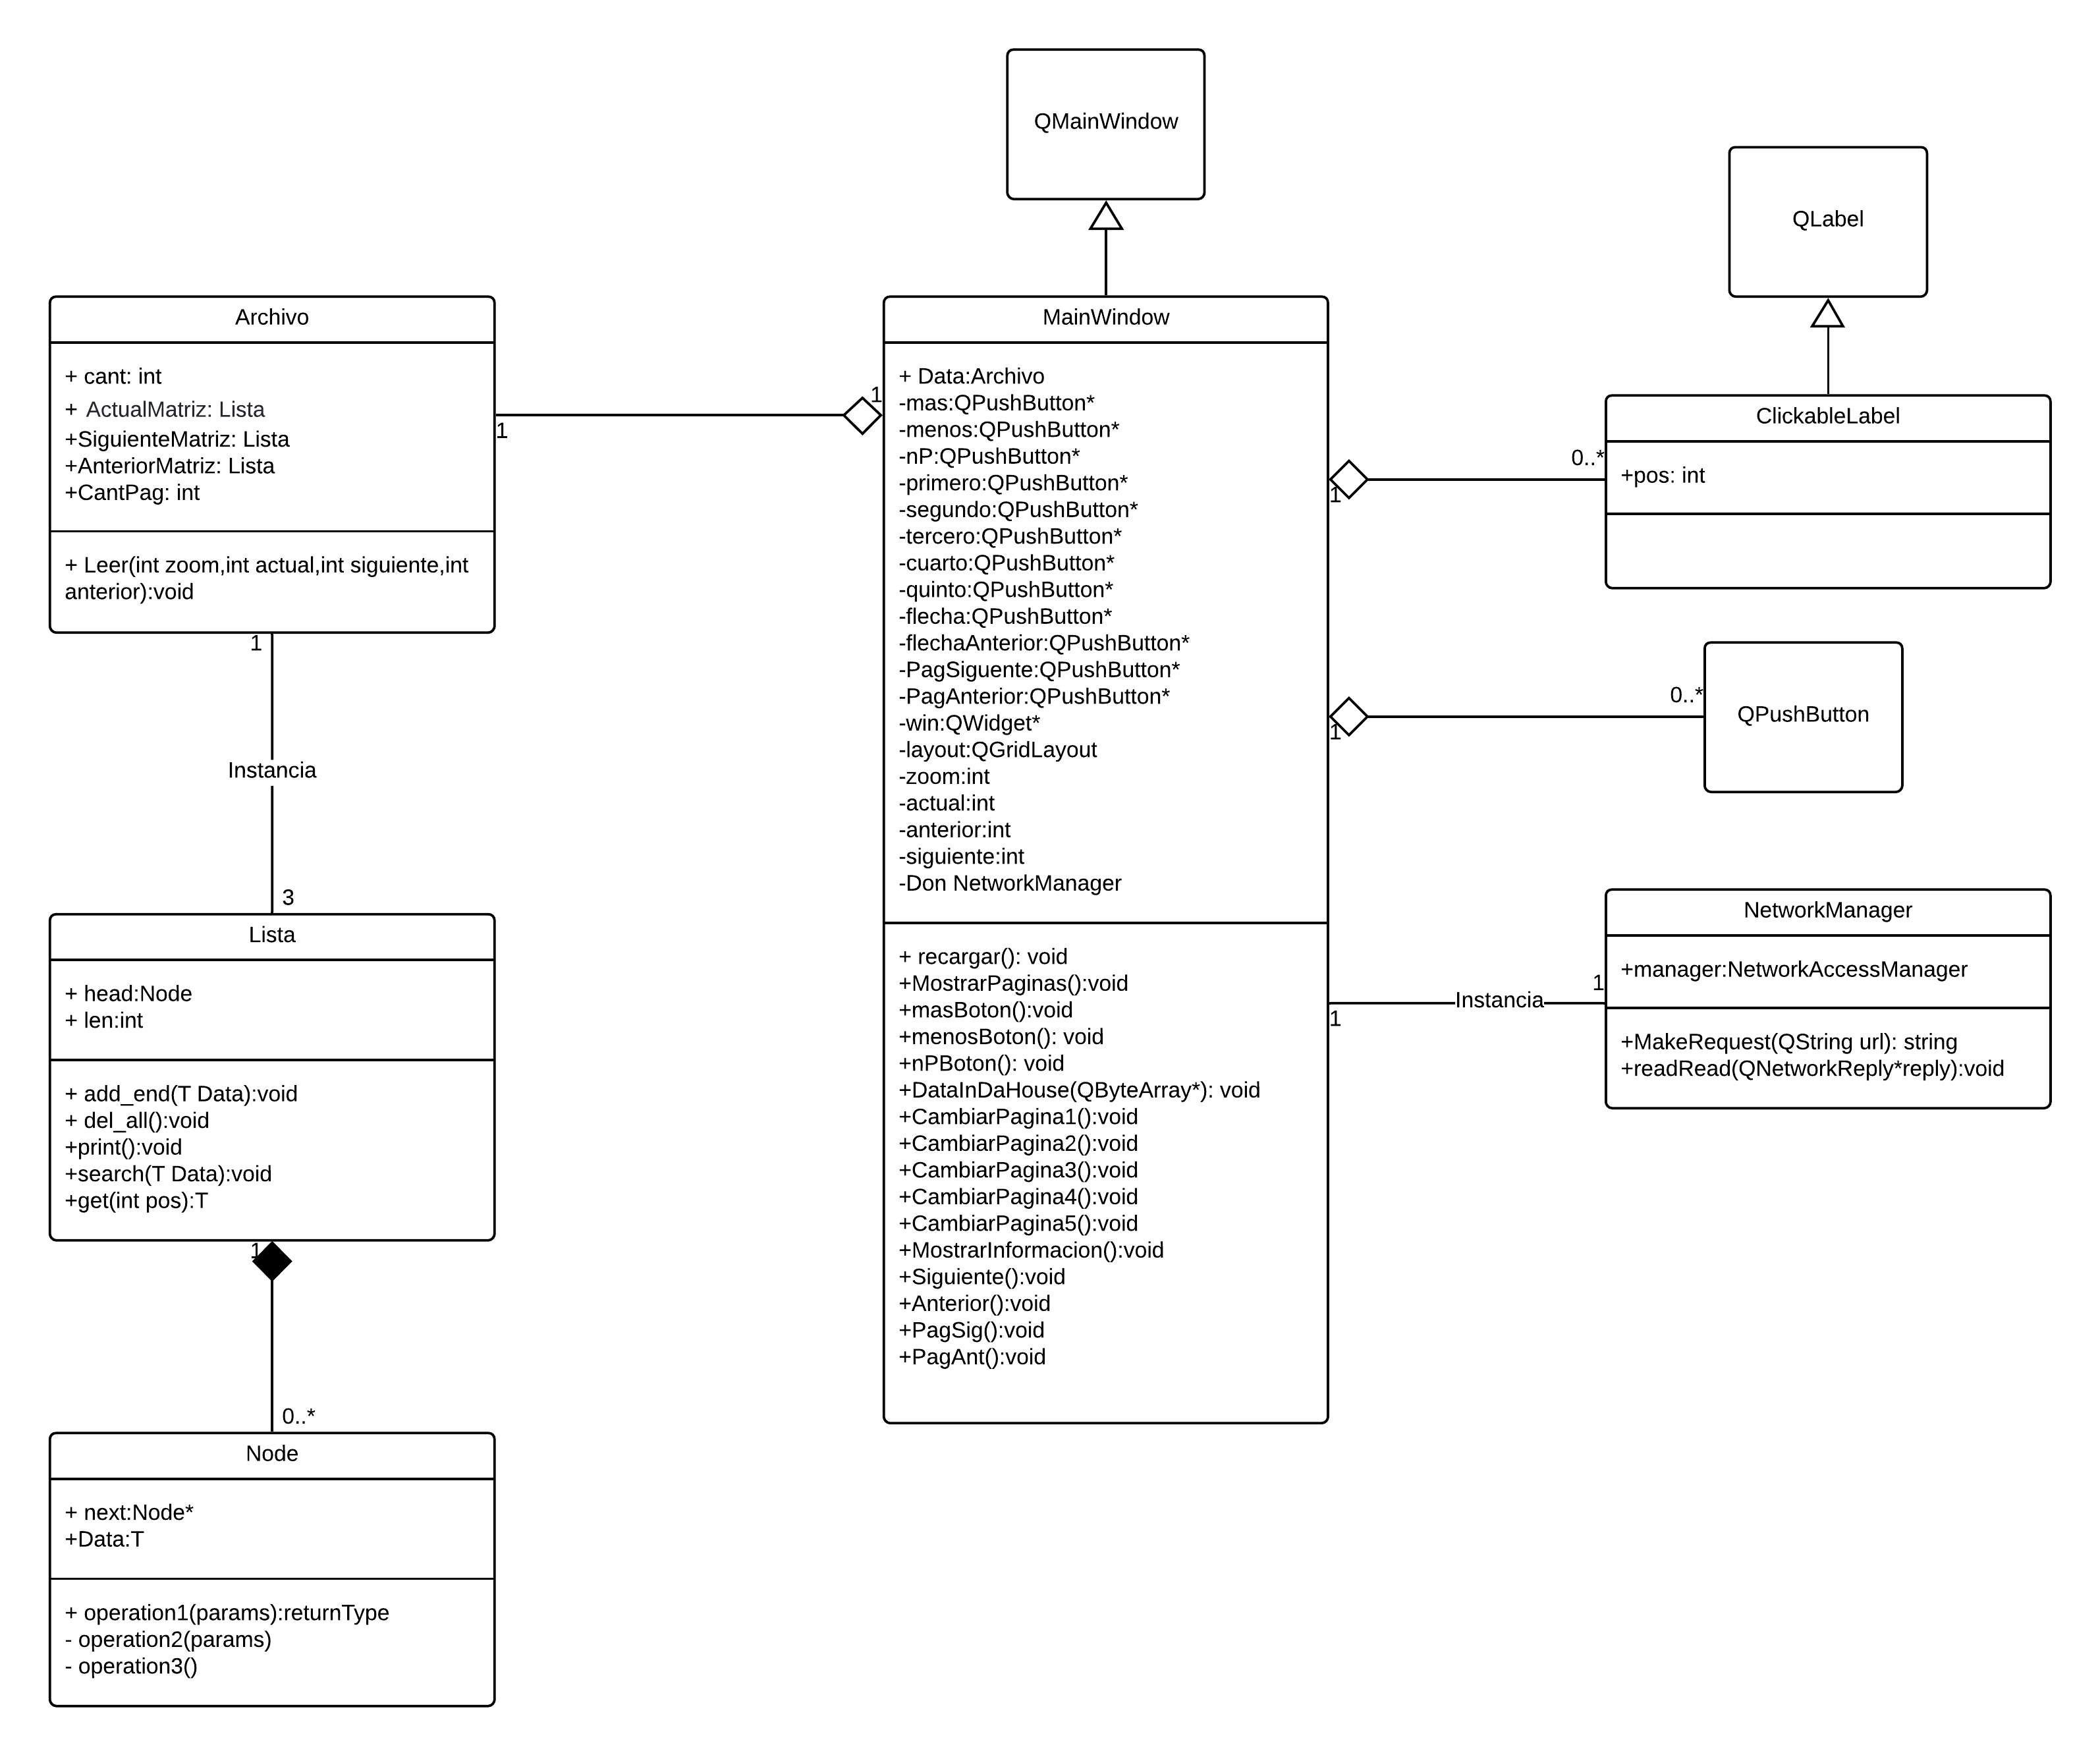 QMainWindow
QLabel
Archivo
+ cant: int
+ ActualMatriz: Lista
+SiguienteMatriz: Lista
+AnteriorMatriz: Lista
+CantPag: int
+ Leer(int zoom,int actual,int siguiente,int
anterior):void
1
1
MainWindow
+ Data:Archivo
-mas:QPushButton*
-menos:QPushButton*
-nP:QPushButton*
-primero:QPushButton*
-segundo:QPushButton*
-tercero:QPushButton*
-cuarto:QPushButton*
-quinto:QPushButton*
-flecha:QPushButton*
-flechaAnterior:QPushButton*
-PagSiguente:QPushButton*
-PagAnterior:QPushButton*
-win:QWidget*
-layout:QGridLayout
-zoom:int
-actual:int
-anterior:int
-siguiente:int
-Don NetworkManager
+ recargar(): void
+MostrarPaginas():void
+masBoton():void
+menosBoton(): void
+nPBoton(): void
+DataInDaHouse(QByteArray*): void
+CambiarPagina1():void
+CambiarPagina2():void
+CambiarPagina3():void
+CambiarPagina4():void
+CambiarPagina5():void
+MostrarInformacion():void
+Siguiente():void
+Anterior():void
+PagSig():void
+PagAnt():void
1
0..*
ClickableLabel
+pos: int
1
0..*
QPushButton
1
Instancia
1
NetworkManager
+manager:NetworkAccessManager
+MakeRequest(QString url): string
+readRead(QNetworkReply*reply):void
1
Instancia
3
Lista
+ head:Node
+ len:int
+ add_end(T Data):void
+ del_all():void
+print():void
+search(T Data):void
+get(int pos):T
1
0..*
Node
+ next:Node*
+Data:T
+ operation1(params):returnType
- operation2(params)
- operation3()